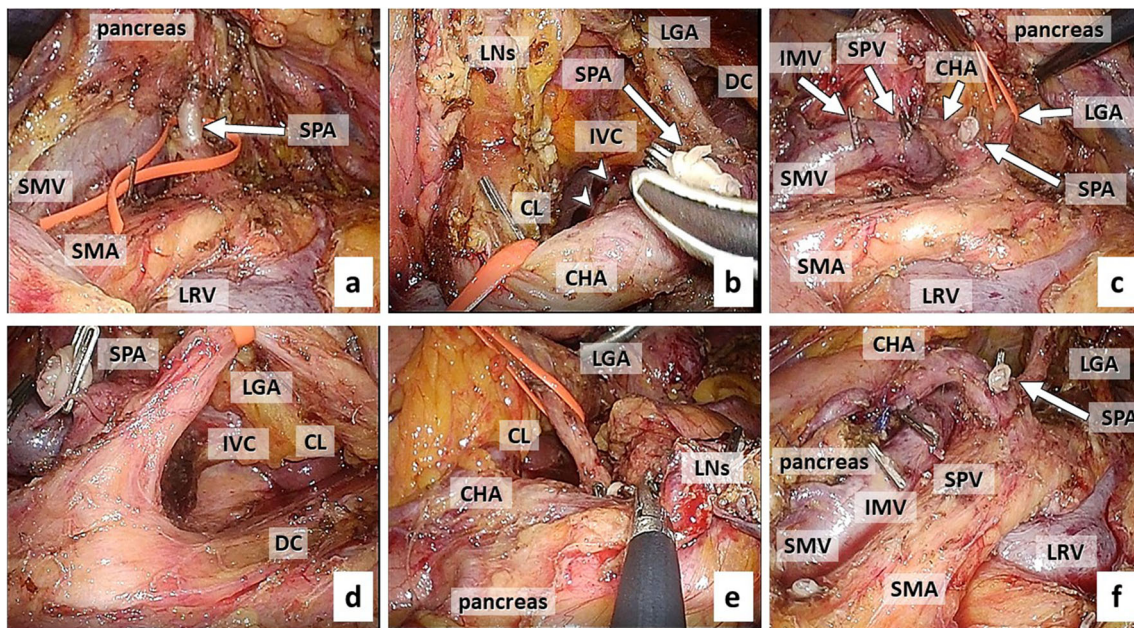 pancreas
SPA
SMV
SMA
LRV
a
LGA
LNs
SPA
DC
IVC
CL
CHA
b
pancreas
SPV
IMV
CHA
LGA
SMV
SPA
SMA
LRV
c
SPA
LGA
IVC
CL
DC
d
LGA
CL
LNs
CHA
pancreas
e
CHA
LGA
SPA
pancreas
SPV
IMV
SMV
LRV
SMA
f